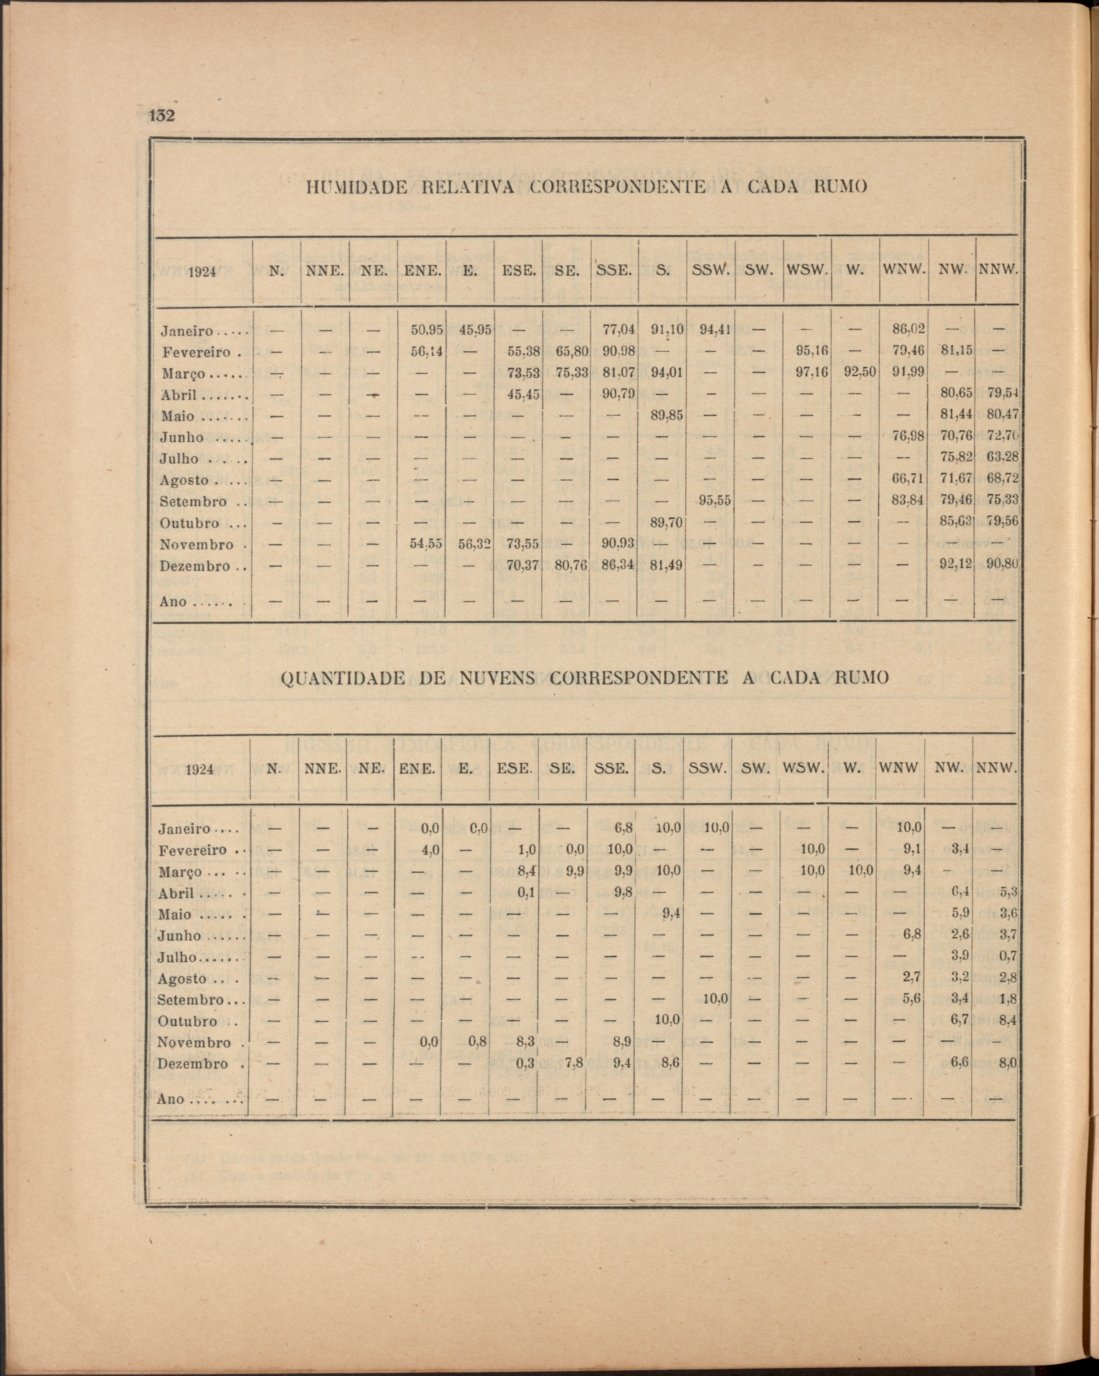 132
HUMIDADE RELATIVA CORRESPONDENTE A CADA RUMO
1924 N. NNE. NE. ENE. E. ESE. SE. SSE. S. SSW. SW. WSW. W. WNW. NW. NNW.
Janeiro ..... — — — 50,95 45,95 — — 77,04 91,10 94,41 — — — 86,02 — —
Fevereiro . — — — 56,14 — 55,38 65,80 90,98 — — — 95,16 — 79,46 81,15 —
Março ..... — — — — — 73,53 75,33 81,07 94,01 — — 97,16 92,50 91,99 — —
Abril ....... — — — — — 45,45 — 90,79 — — — — — — 80,65 79,54
Maio ....... — — — — — — — — 89,85 — — — — — 81,44 80,47
Junho ..... — — — — — — — — — — — — — 76,98 70,76 72,70
Julho . . .. — — — — — — — — — — — — — — 75,82 63,28
Agosto . ... — — — — — — — — — — — — — 66,71 71,67 68,72
Setembro .. — — — — — — — — — 95,55 — — — 83,84 79,46 75,33
Outubro ... — — — — — — — — 89,70 — — — — — 85,63 79,56
Novembro . — — — 54,55 56,32 73,55 — 90,93 — — — — — — — —
Dezembro .. — — — — — 70,37 80,76 86,34 81,49 — — — — — 92,12 90,80
Ano ...... . — — — — — — — — — — — — — — — —
QUANTIDADE DE NUVENS CORRESPONDENTE A CADA RUMO
1924 N. NNE. NE. ENE. E. ESE. SE. SSE. S. SSW. SW. WSW. W. WNW NW. NNW.
Janeiro .... — — — 0,0 0,0 — — 6,8 10,0 10,0 — — — 10,0 — —
Fevereiro .. — — — 4,0 — 1,0 0,0 10,0 — — — 10,0 — 9,1 3,4 —
Março ... .. — — — — — 8,4 9,9 9,9 10,0 — — 10,0 10,0 9,4 — —
Abril ..... . — — — — — 0,1 — 9,8 — — — — — — 6,4 5,3
Maio ..... . — — — — — — — — 9,4 — — — — — 5,9 3,6
Junho ...... — — — — — — — — — — — — — 6,8 2,6 3,7
Julho....... — — — — — — — — — — — — — — 3,9 0,7
Agosto .. . — — — — — — — — — — — — — 2,7 3,2 2,8
Setembro... — — — — — — — — — 10,0 — — — 5,6 3,4 1,8
Outubro .. — — — — — — — — 10,0 — — — — — 6,7 8,4
Novembro . — — — 0,0 0,8 8,3 — 8,9 — — — — — — — —
Dezembro . — — — — — 0,3 7,8 9,4 8,6 — — — — — 6,6 8,0
Ano .... ... — — — — — — — — — — — — — — — —